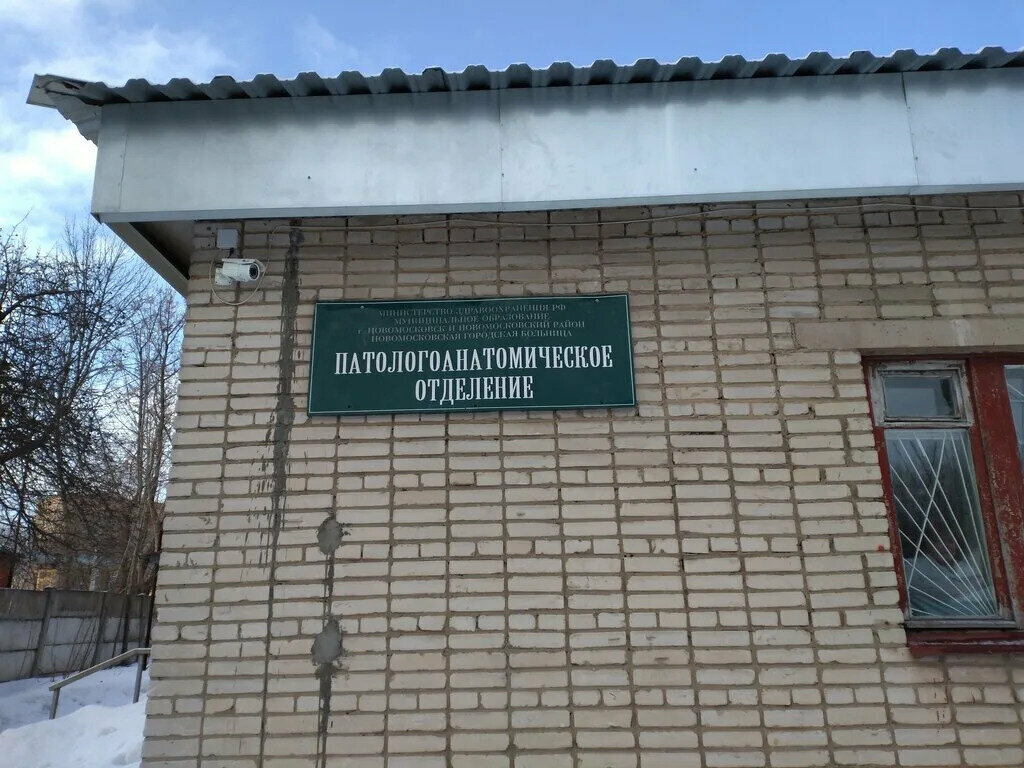 МИНИСТЕРСТВО ЗДРАВООХРАНЕНИЯ РФ
МУНИЦИПАЛЬНОЕ ОБРАЗОВАНИЕ
г. НОВОМОСКОВСК И НОВОМОСКОВСКИЙ РАЙОН
НОВОМОСКОВСКАЯ ГОРОДСКАЯ БОЛЬНИЦА
ПАТОЛОГОАНАТОМИЧЕСКОЕ
ОТДЕЛЕНИЕ